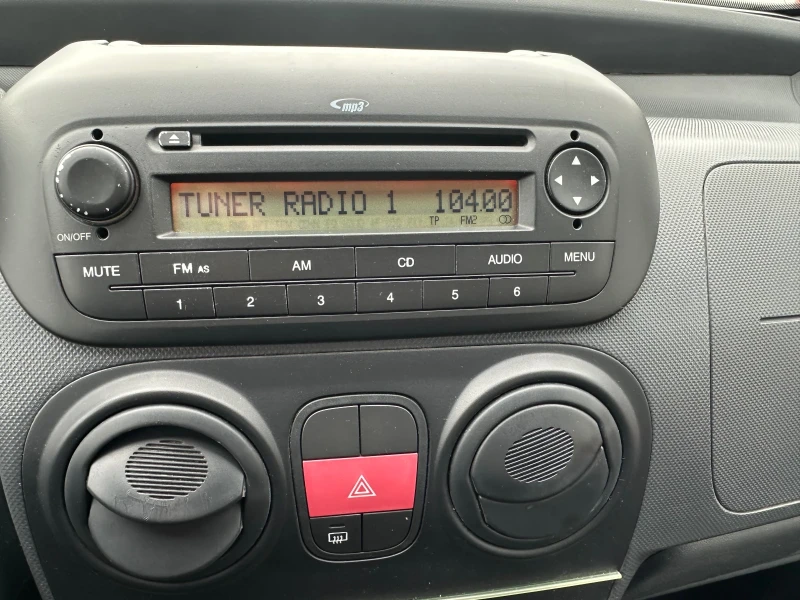 mp3
TUNER RADIO 1 10400
TP FM2
ON/OFF
MUTE FM AS AM CD AUDIO MENU
1 2 3 4 5 6